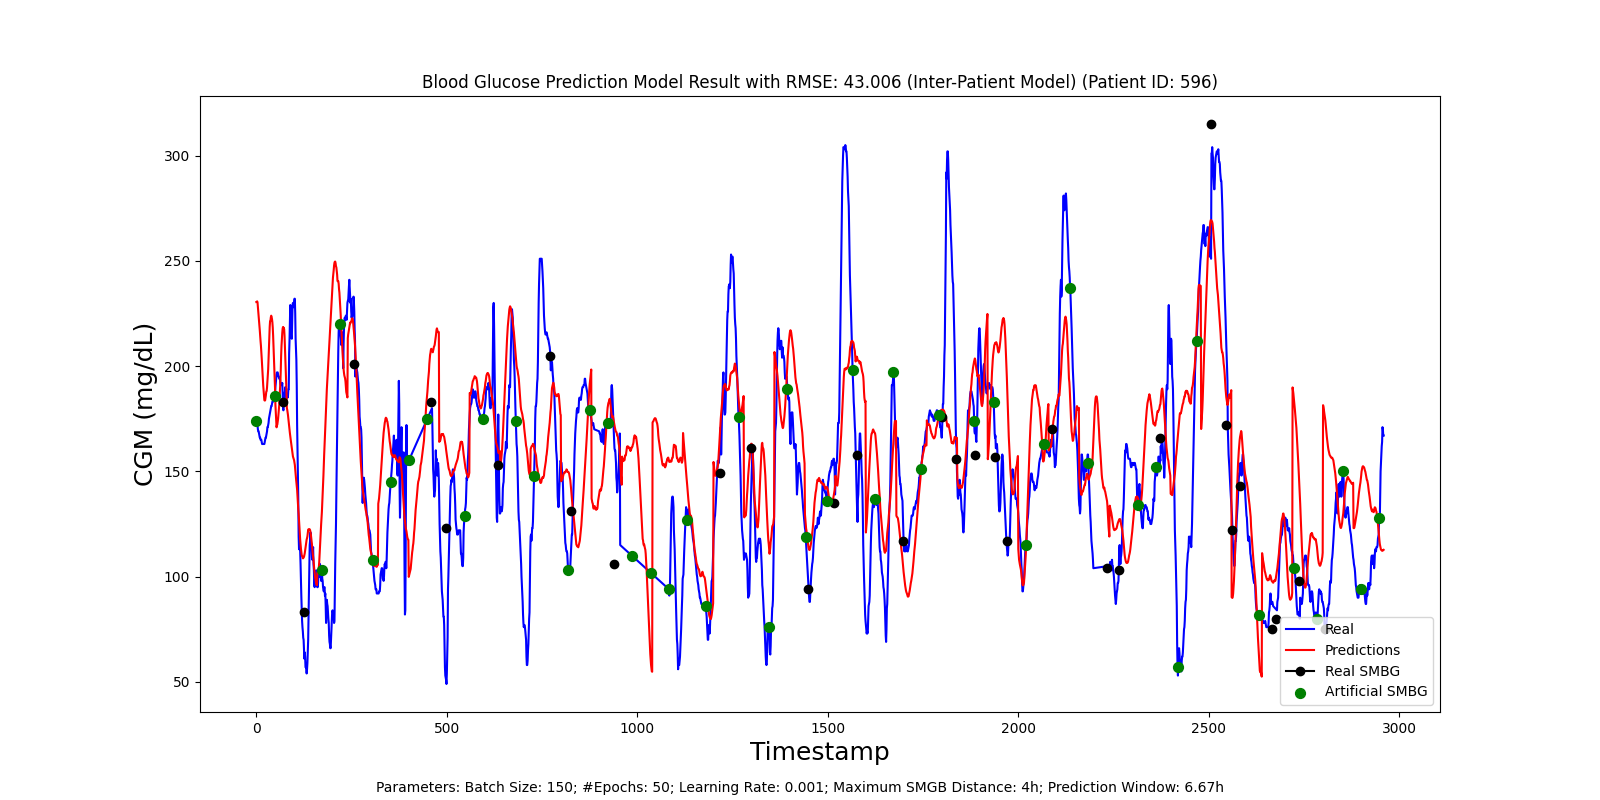 Blood Glucose Prediction Model Result with RMSE: 43.006 (Inter-Patient Model) (Patient ID: 596)
CGM (mg/dL)
300
250
200
150
100
50
0
500
1000
1500
2000
2500
3000
Timestamp
Real
Predictions
Real SMBG
Artificial SMBG
Parameters: Batch Size: 150; #Epochs: 50; Learning Rate: 0.001; Maximum SMGB Distance: 4h; Prediction Window: 6.67h